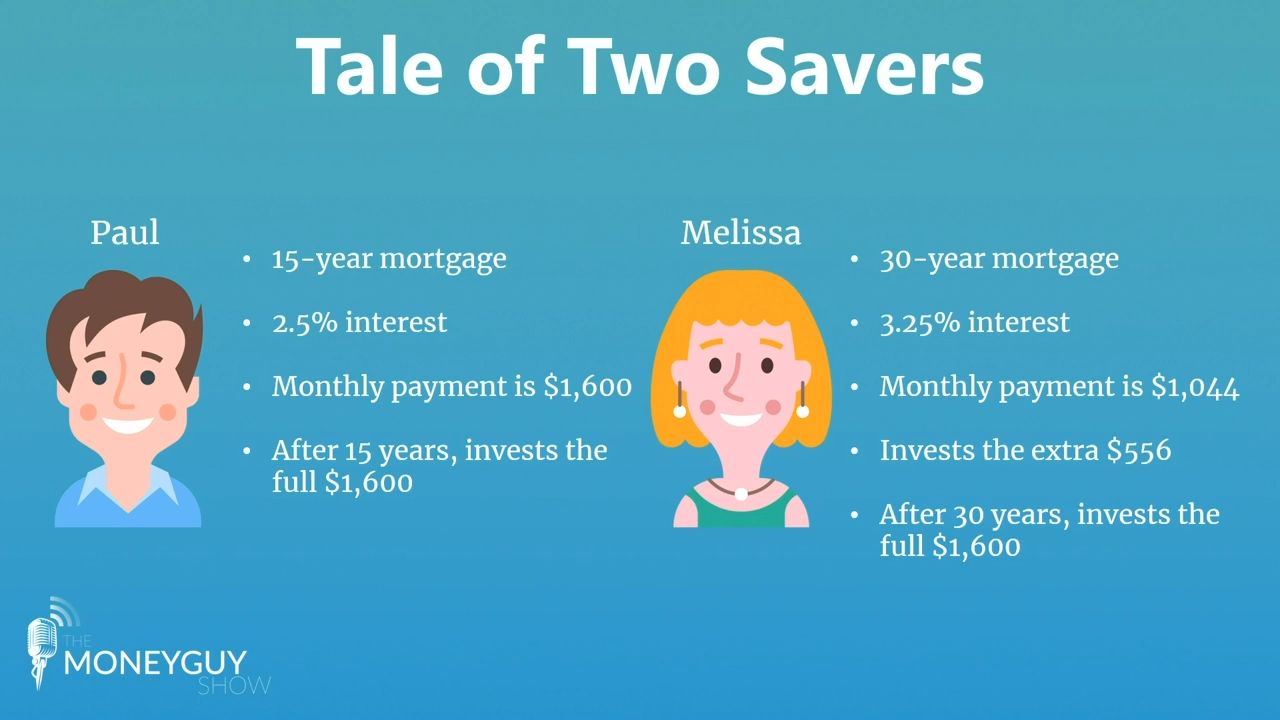 Tale of Two Savers
Paul
• 15-year mortgage
• 2.5% interest
• Monthly payment is $1,600
• After 15 years, invests the
full $1,600
Melissa
• 30-year mortgage
• 3.25% interest
• Monthly payment is $1,044
• Invests the extra $556
• After 30 years, invests the
full $1,600
THE
MONEYGUY
SHOW